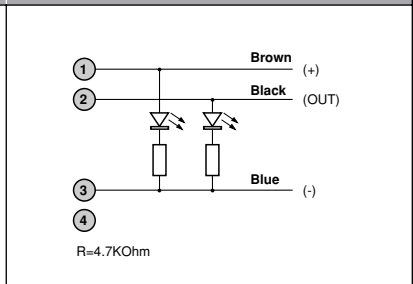 1 Brown (+)
2 Black (OUT)
3 Blue (-)
4
R=4.7KOhm